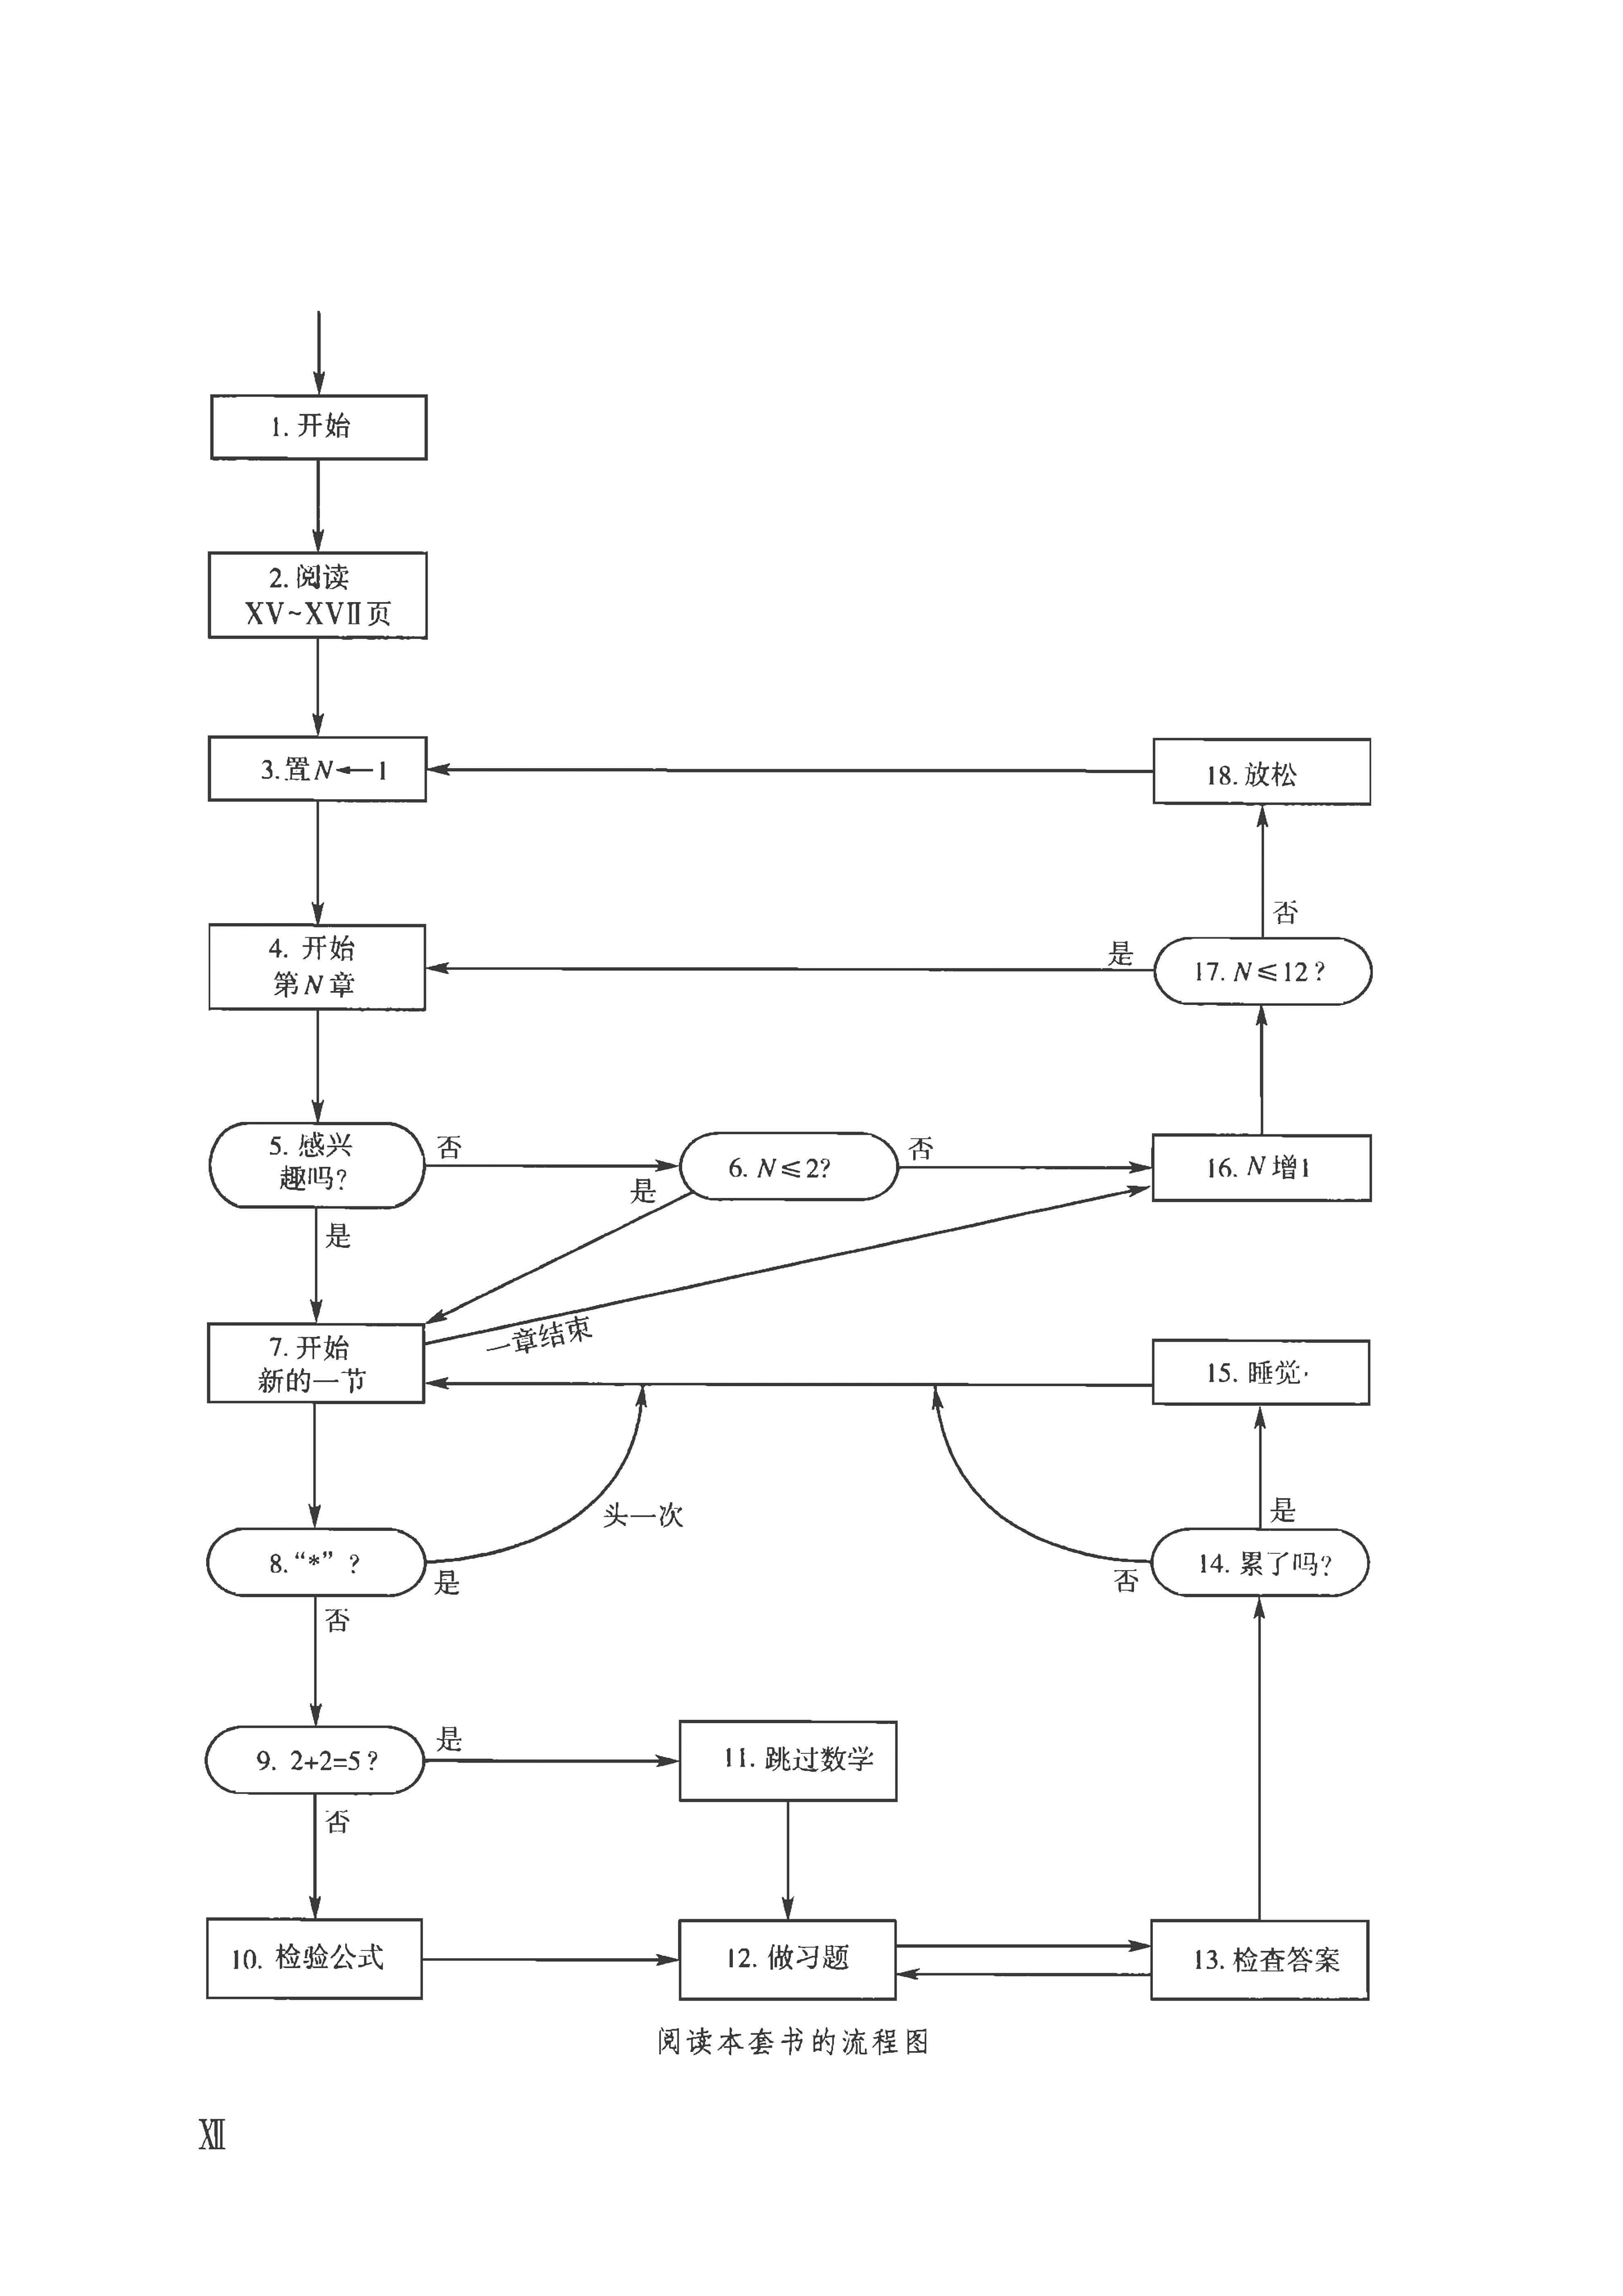 1. 开始
2. 阅读
XV~XVⅡ页
3. 置N←1
18. 放松
否
4. 开始
第N章
是
17. N≤12?
5. 感兴
趣吗?
否
6. N≤2?
否
16. N增1
是
是
7. 开始
新的一节
一章结束
15. 睡觉
头一次
是
8. “*”?
是
否
14. 累了吗?
否
9. 2+2=5?
是
11. 跳过数学
否
10. 检验公式
12. 做习题
13. 检查答案
阅读本套书的流程图
Ⅻ